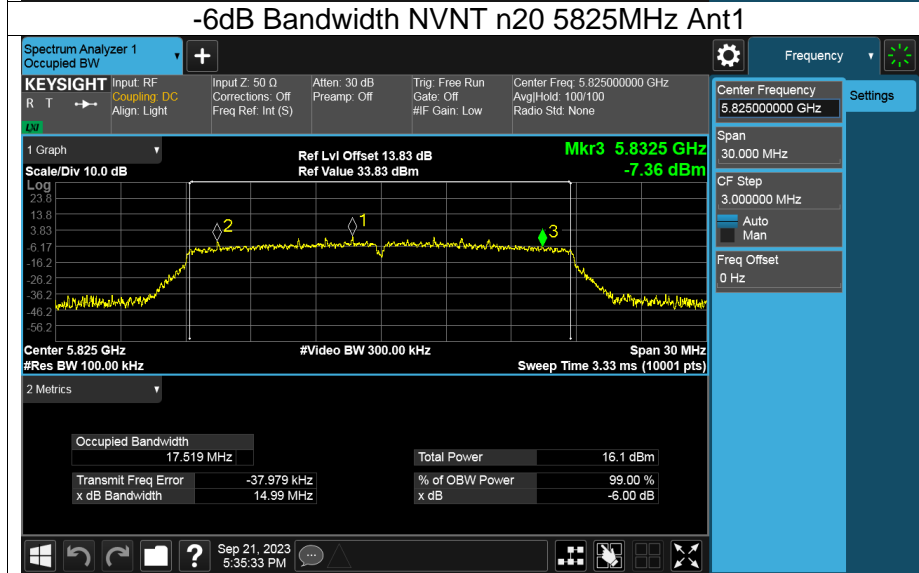 -6dB Bandwidth NVNT n20 5825MHz Ant1
Spectrum Analyzer 1
Occupied BW
+
Frequency
KEYSIGHT
R T
LXI
Input: RF
Coupling: DC
Align: Light
Input Z: 50 Ω
Corrections: Off
Freq Ref: Int (S)
Atten: 30 dB
Preamp: Off
Trig: Free Run
Gate: Off
#IF Gain: Low
Center Freq: 5.825000000 GHz
Avg|Hold: 100/100
Radio Std: None
Center Frequency
5.825000000 GHz
Settings
Span
30.000 MHz
CF Step
3.000000 MHz
Auto
Man
Freq Offset
0 Hz
1 Graph
Scale/Div 10.0 dB
Ref Lvl Offset 13.83 dB
Ref Value 33.83 dBm
Mkr3 5.8325 GHz
-7.36 dBm
Log
23.8
13.8
3.83
-6.17
-16.2
-26.2
-36.2
-46.2
-56.2
2
1
3
Center 5.825 GHz
#Res BW 100.00 kHz
#Video BW 300.00 kHz
Span 30 MHz
Sweep Time 3.33 ms (10001 pts)
2 Metrics
Occupied Bandwidth
17.519 MHz
Transmit Freq Error -37.979 kHz
x dB Bandwidth 14.99 MHz
Total Power 16.1 dBm
% of OBW Power 99.00 %
x dB -6.00 dB
?
Sep 21, 2023
5:35:33 PM